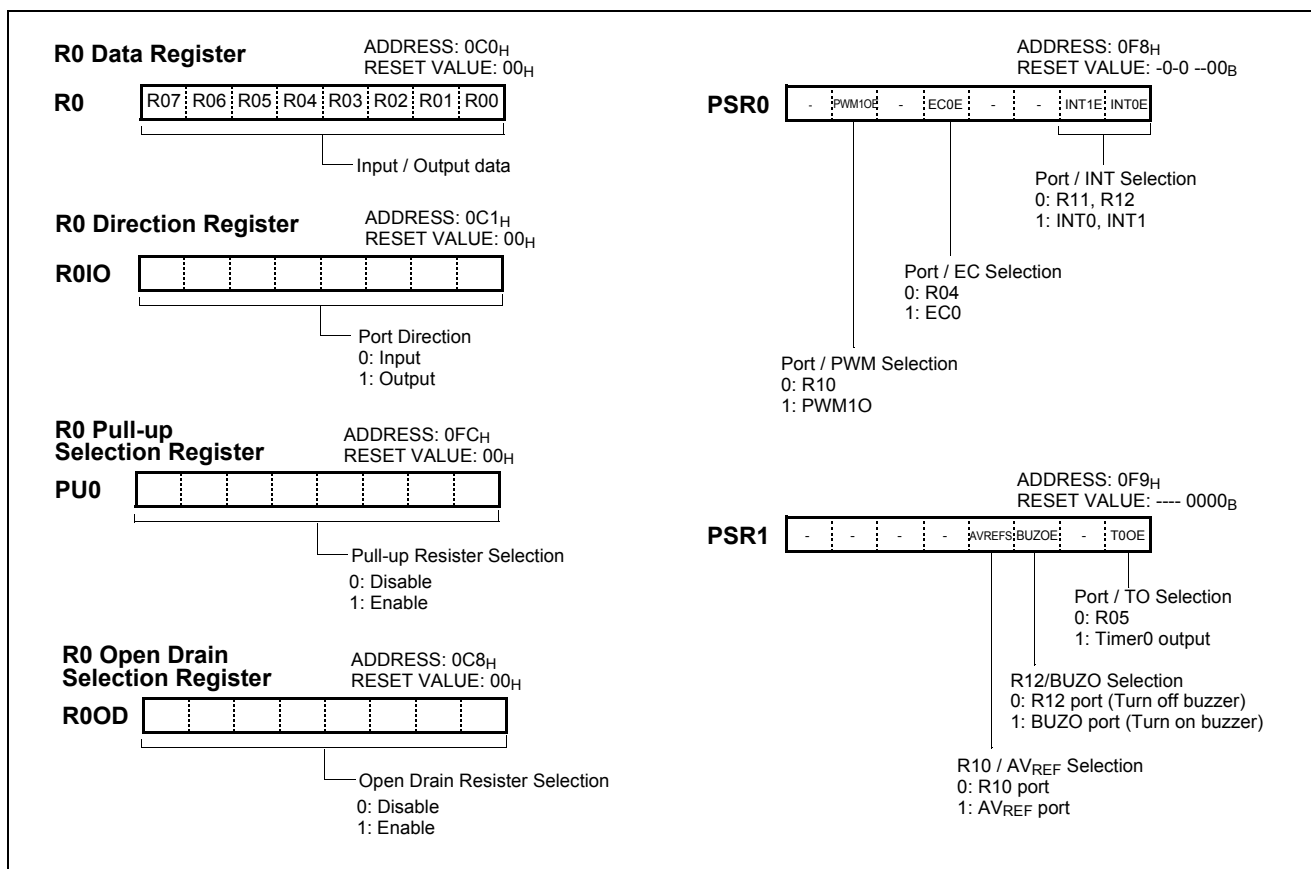 R0 Data Register
ADDRESS: 0C0H
RESET VALUE: 00H
R0
R07 R06 R05 R04 R03 R02 R01 R00
Input / Output data
R0 Direction Register
ADDRESS: 0C1H
RESET VALUE: 00H
R0IO
Port Direction
0: Input
1: Output
R0 Pull-up
Selection Register
ADDRESS: 0FCH
RESET VALUE: 00H
PU0
Pull-up Resister Selection
0: Disable
1: Enable
R0 Open Drain
Selection Register
ADDRESS: 0C8H
RESET VALUE: 00H
R0OD
Open Drain Resister Selection
0: Disable
1: Enable
ADDRESS: 0F8H
RESET VALUE: -0-0 --00B
PSR0
- PWM1OE - EC0E - - INT1E INT0E
Port / INT Selection
0: R11, R12
1: INT0, INT1
Port / EC Selection
0: R04
1: EC0
Port / PWM Selection
0: R10
1: PWM1O
ADDRESS: 0F9H
RESET VALUE: ---- 0000B
PSR1
- - - - AVREFS BUZOE - T0OE
Port / TO Selection
0: R05
1: Timer0 output
R12/BUZO Selection
0: R12 port (Turn off buzzer)
1: BUZO port (Turn on buzzer)
R10 / AVREF Selection
0: R10 port
1: AVREF port